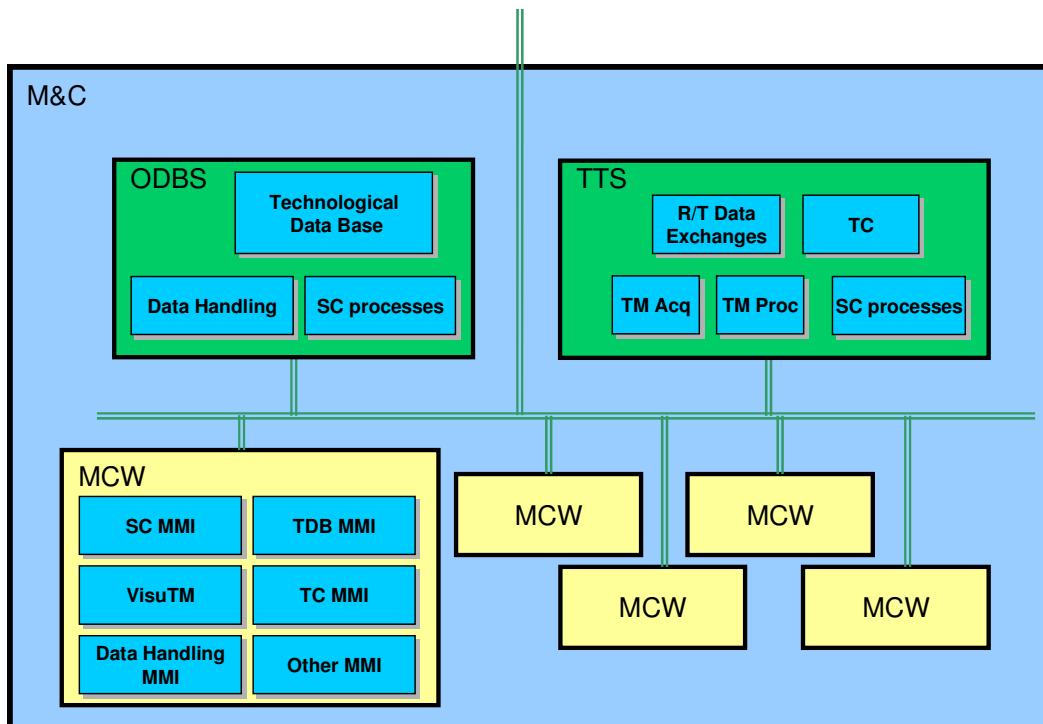 M&C
ODBS
Technological
Data Base
Data Handling
SC processes
TTS
R/T Data
Exchanges
TC
TM Acq
TM Proc
SC processes
MCW
SC MMI
TDB MMI
VisuTM
TC MMI
Data Handling
MMI
Other MMI
MCW
MCW
MCW
MCW